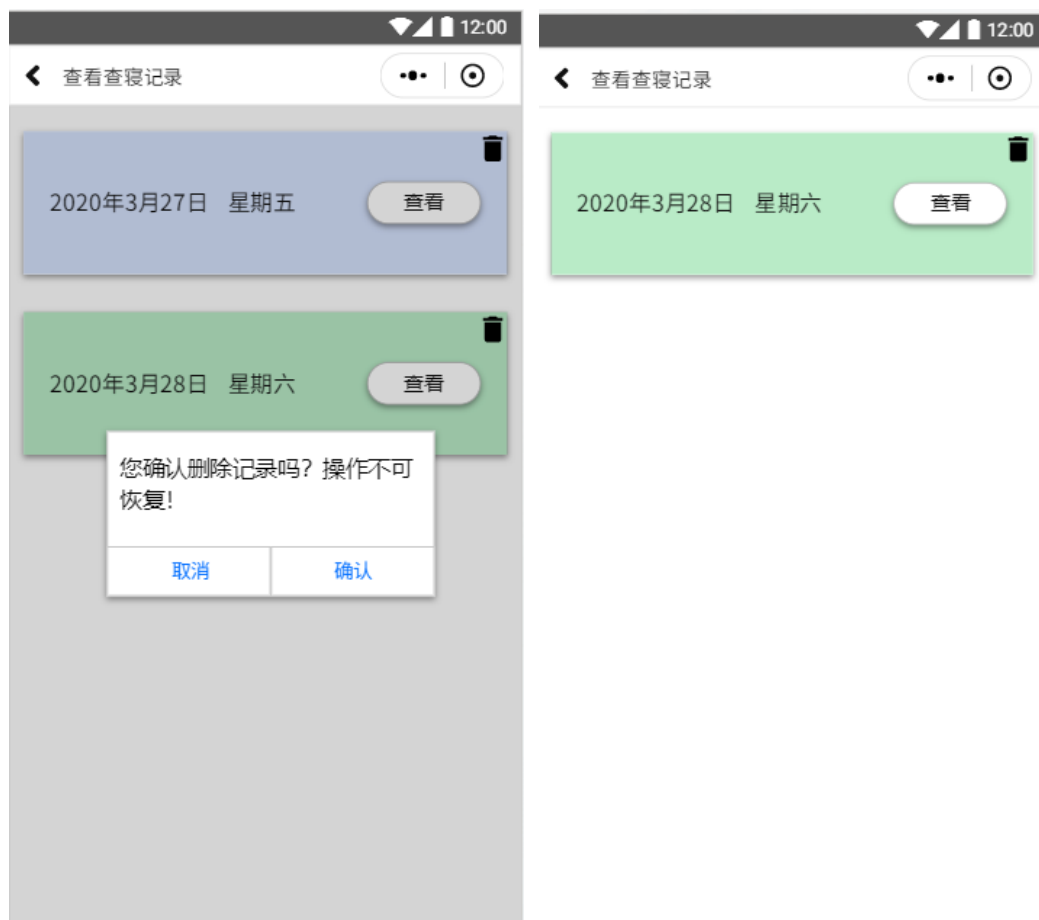 12:00
查看查寝记录
2020年3月27日 星期五 查看
2020年3月28日 星期六 查看
您确认删除记录吗？操作不可
恢复！
取消 确认
12:00
查看查寝记录
2020年3月28日 星期六 查看